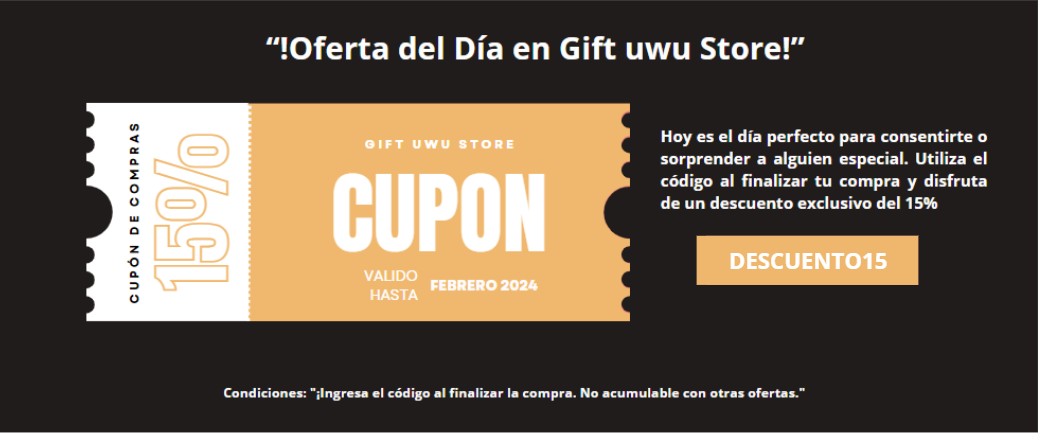 “!Oferta del Día en Gift uwu Store!”
CUPÓN DE COMPRAS
15%
GIFT UWU STORE
CUPON
VALIDO
HASTA
FEBRERO 2024
Hoy es el día perfecto para consentirte o
sorprender a alguien especial. Utiliza el
código al finalizar tu compra y disfruta
de un descuento exclusivo del 15%
DESCUENTO15
Condiciones: "¡Ingresa el código al finalizar la compra. No acumulable con otras ofertas."